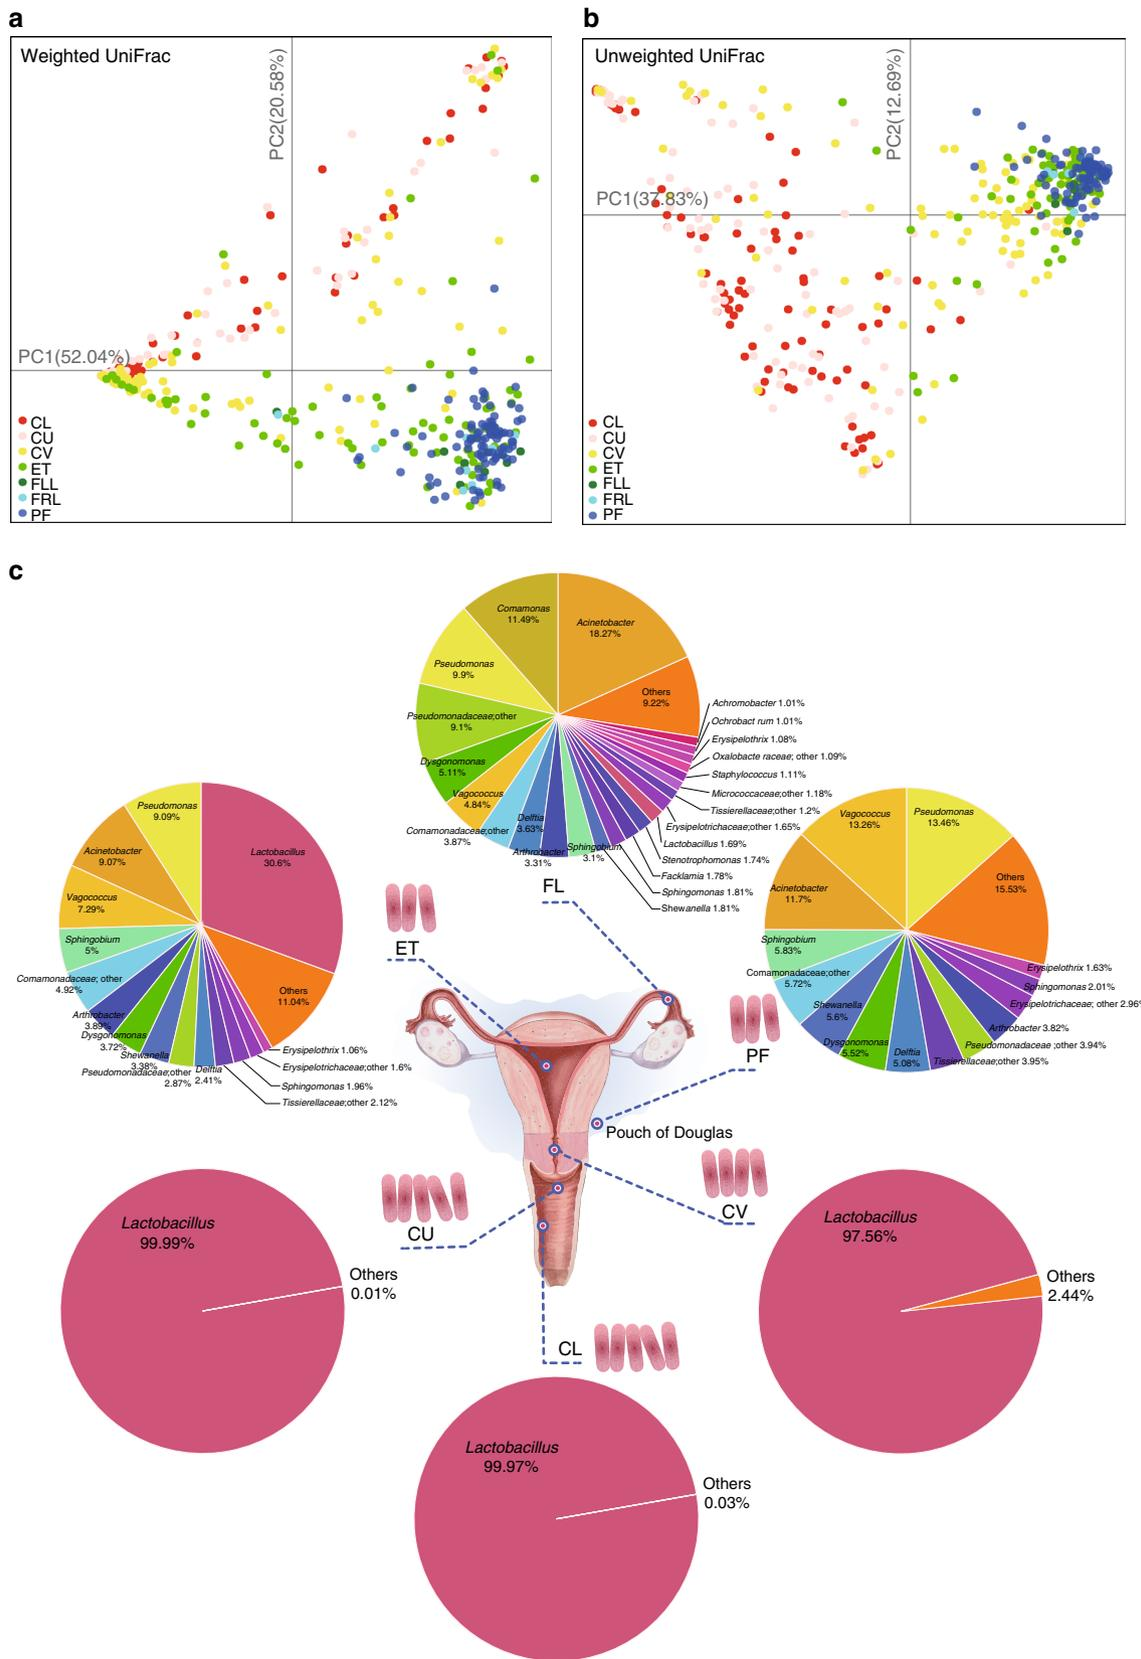 a
Weighted UniFrac
PC2(20.58%)
PC1(52.04%)
CL
CU
CV
ET
FLL
FRL
PF
b
Unweighted UniFrac
PC2(12.69%)
PC1(37.83%)
CL
CU
CV
ET
FLL
FRL
PF
c
Comamonas
11.49%
Acinetobacter
18.27%
Pseudomonas
9.9%
Others
9.22%
Pseudomonadaceae;other
9.1%
Dysgonomonas
5.11%
Vagococcus
4.84%
Comamonadaceae;other
3.87%
Delftia
3.63%
Arthrobacter
3.31%
Sphingobium
3.1%
Achromobacter 1.01%
Ochrobact rum 1.01%
Erysipelothrix 1.08%
Oxalobacte raceae; other 1.09%
Staphylococcus 1.11%
Micrococcaceae;other 1.18%
Tissierellaceae;other 1.2%
Erysipelotrichaceae;other 1.65%
Lactobacillus 1.69%
Stenotrophomonas 1.74%
Facklamia 1.78%
Sphingomonas 1.81%
Shewanella 1.81%
FL
Pseudomonas
9.09%
Lactobacillus
30.6%
Acinetobacter
9.07%
Vagococcus
7.29%
Sphingobium
5%
Comamonadaceae; other
4.92%
Arthrobacter
3.89%
Dysgonomonas
3.72%
Shewanella
3.38%
Pseudomonadaceae;other
2.87%
Delftia
2.41%
Others
11.04%
Erysipelothrix 1.06%
Erysipelotrichaceae;other 1.6%
Sphingomonas 1.96%
Tissierellaceae;other 2.12%
ET
Vagococcus
13.26%
Pseudomonas
13.46%
Acinetobacter
11.7%
Others
15.53%
Sphingobium
5.83%
Comamonadaceae;other
5.72%
Shewanella
5.6%
Dysgonomonas
5.52%
Delftia
5.08%
Erysipelothrix 1.63%
Sphingomonas 2.01%
Erysipelotrichaceae; other 2.96%
Arthrobacter 3.82%
Pseudomonadaceae ;other 3.94%
Tissierellaceae;other 3.95%
PF
Pouch of Douglas
CU
CV
CL
Lactobacillus
99.99%
Others
0.01%
Lactobacillus
97.56%
Others
2.44%
Lactobacillus
99.97%
Others
0.03%